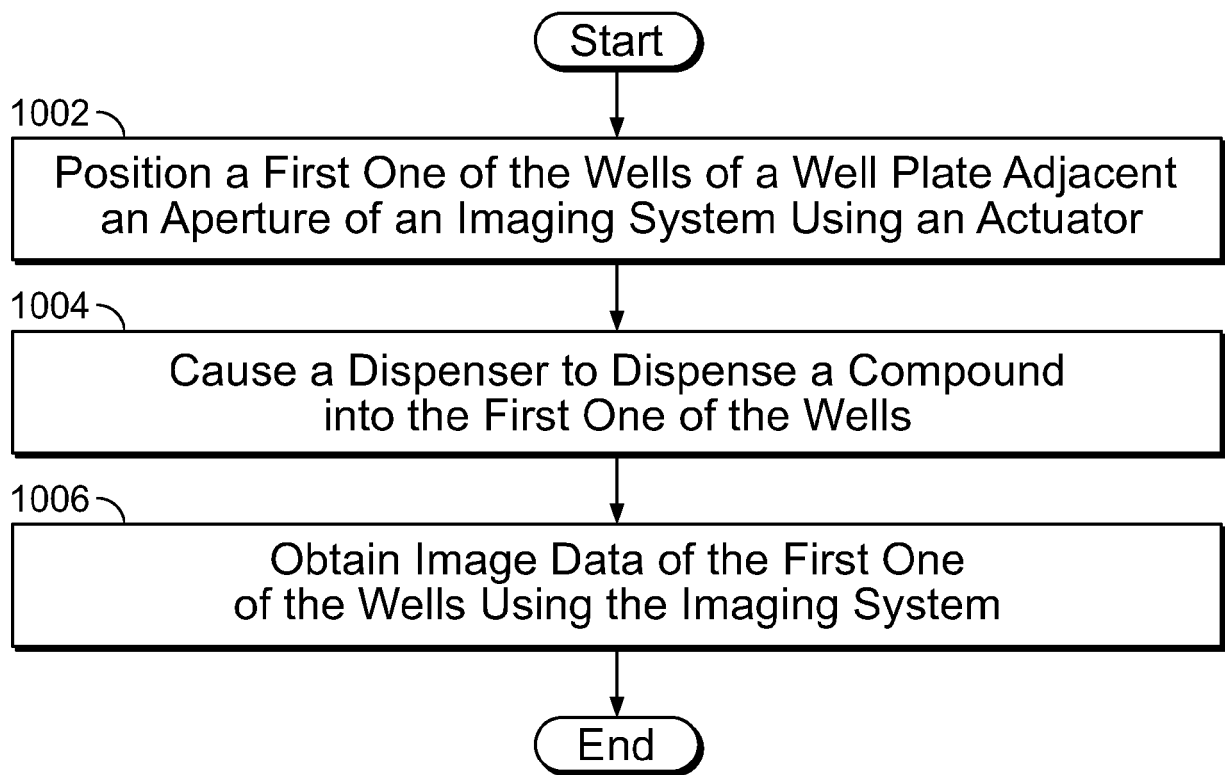 Start
1002
Position a First One of the Wells of a Well Plate Adjacent
an Aperture of an Imaging System Using an Actuator
1004
Cause a Dispenser to Dispense a Compound
into the First One of the Wells
1006
Obtain Image Data of the First One
of the Wells Using the Imaging System
End